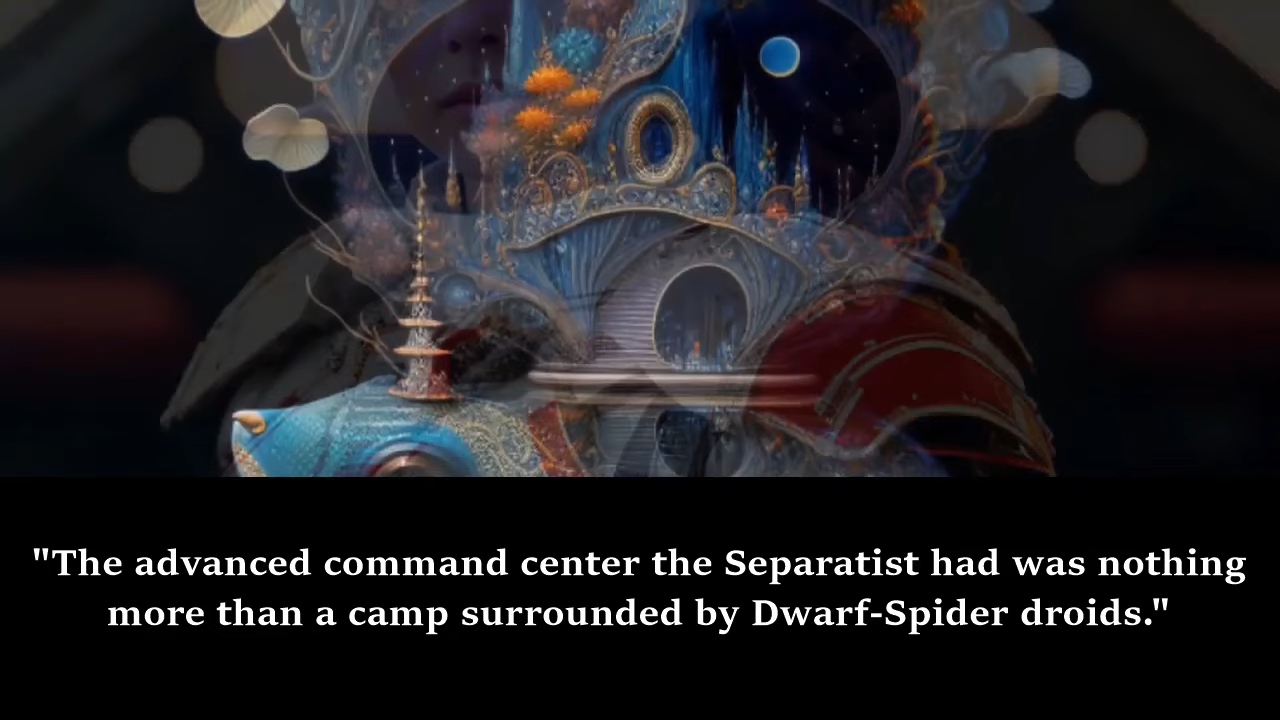 "The advanced command center the Separatist had was nothing
more than a camp surrounded by Dwarf-Spider droids."